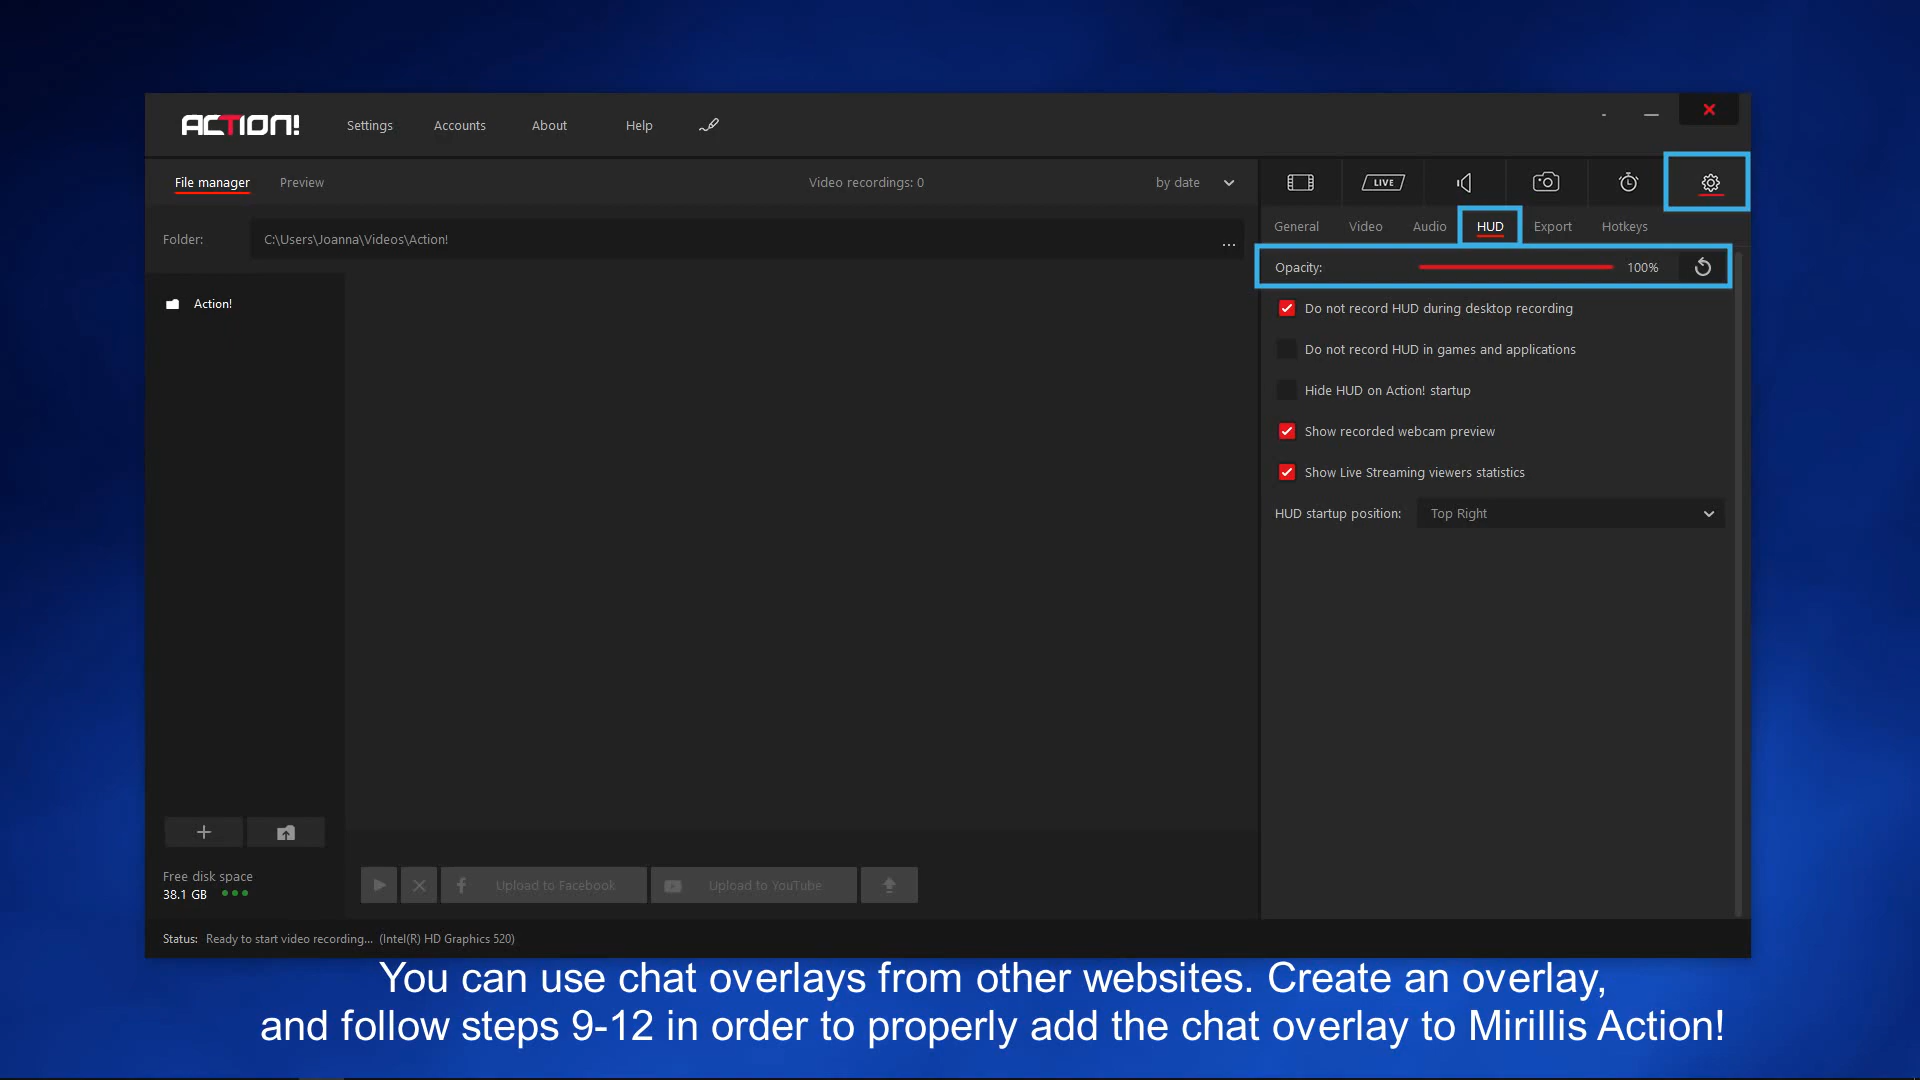 ACTION!
Settings
Accounts
About
Help
File manager
Preview
Video recordings: 0
by date
LIVE
General
Video
Audio
HUD
Export
Hotkeys
Folder:
C:\Users\Joanna\Videos\Action!
...
Opacity:
100%
Action!
Do not record HUD during desktop recording
Do not record HUD in games and applications
Hide HUD on Action! startup
Show recorded webcam preview
Show Live Streaming viewers statistics
HUD startup position:
Top Right
Free disk space
38.1 GB
Upload to Facebook
Upload to YouTube
Status: Ready to start video recording... (Intel(R) HD Graphics 520)
You can use chat overlays from other websites. Create an overlay,
and follow steps 9-12 in order to properly add the chat overlay to Mirillis Action!